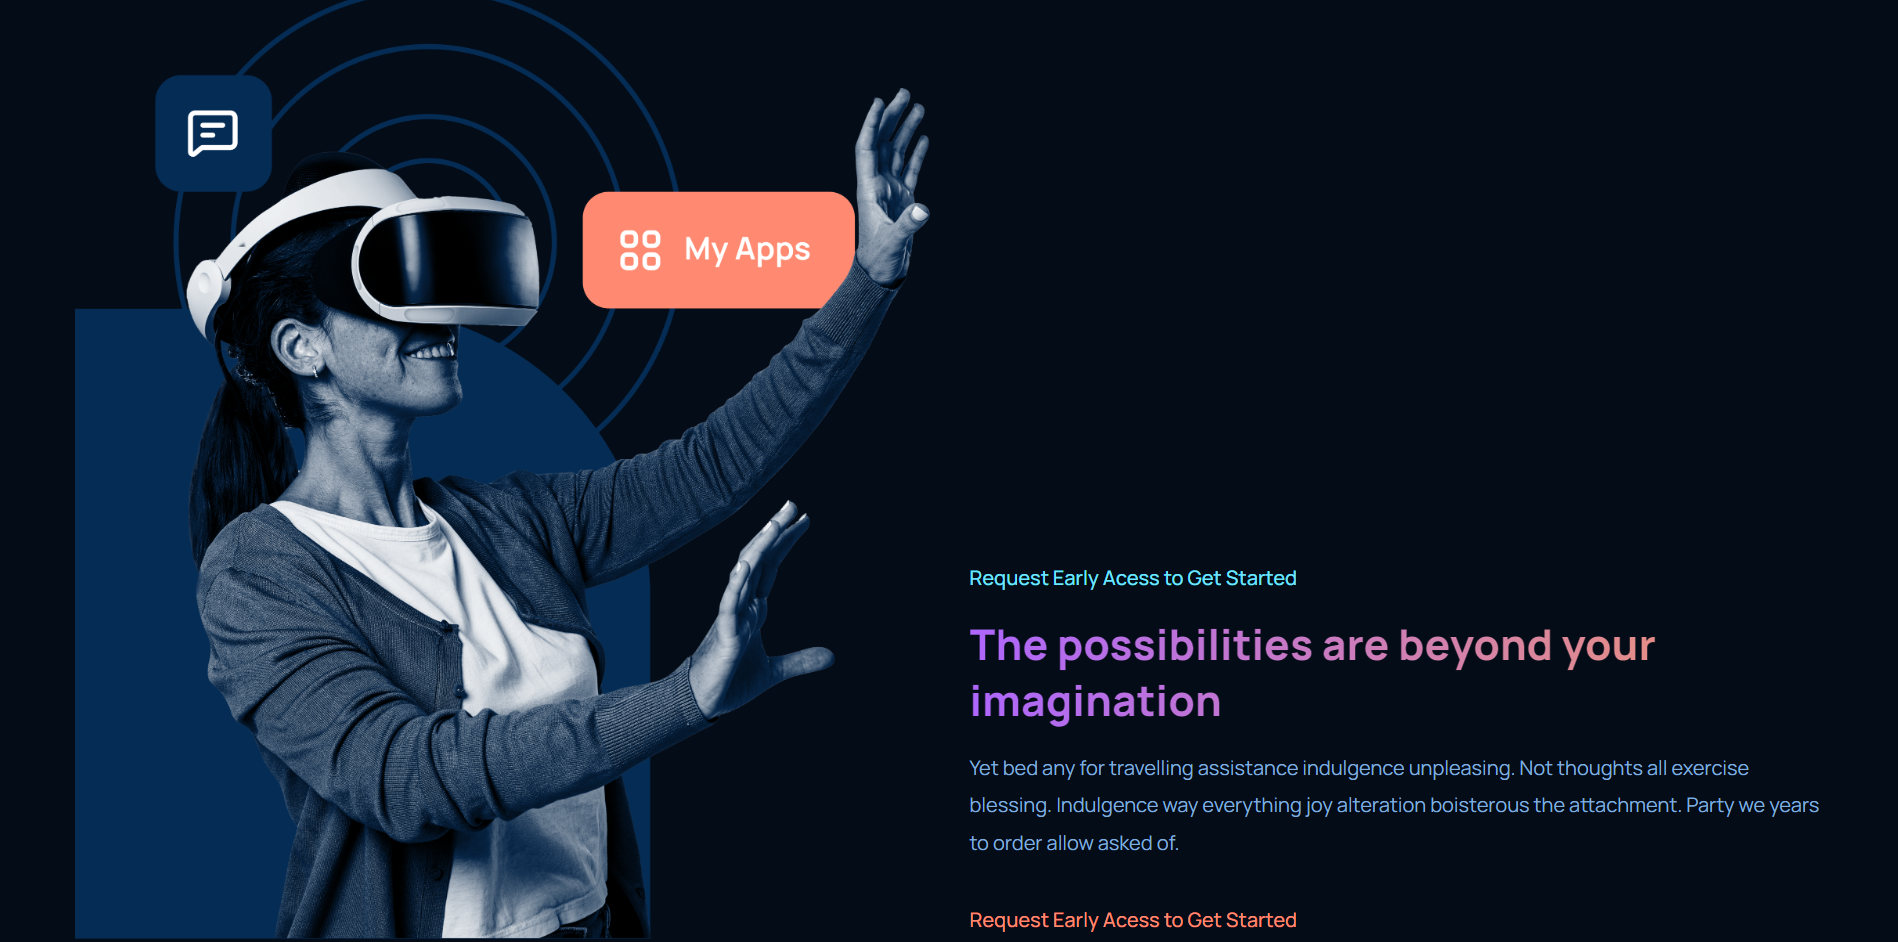 My Apps
Request Early Acess to Get Started
The possibilities are beyond your
imagination
Yet bed any for travelling assistance indulgence unpleasing. Not thoughts all exercise
blessing. Indulgence way everything joy alteration boisterous the attachment. Party we years
to order allow asked of.
Request Early Acess to Get Started